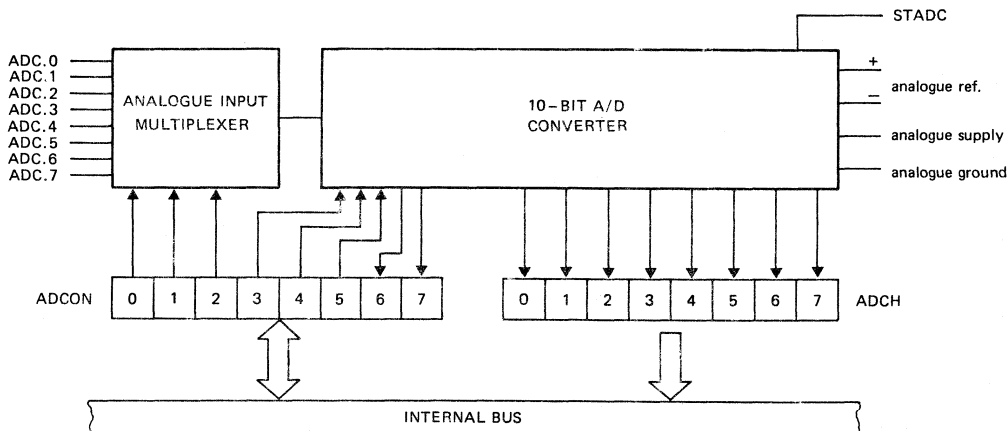 STADC
ADC.0
ADC.1
ADC.2
ADC.3
ADC.4
ADC.5
ADC.6
ADC.7
ANALOGUE INPUT
MULTIPLEXER
10-BIT A/D
CONVERTER
+
analogue ref.
−
analogue supply
analogue ground
ADCON 0 1 2 3 4 5 6 7
0 1 2 3 4 5 6 7 ADCH
INTERNAL BUS